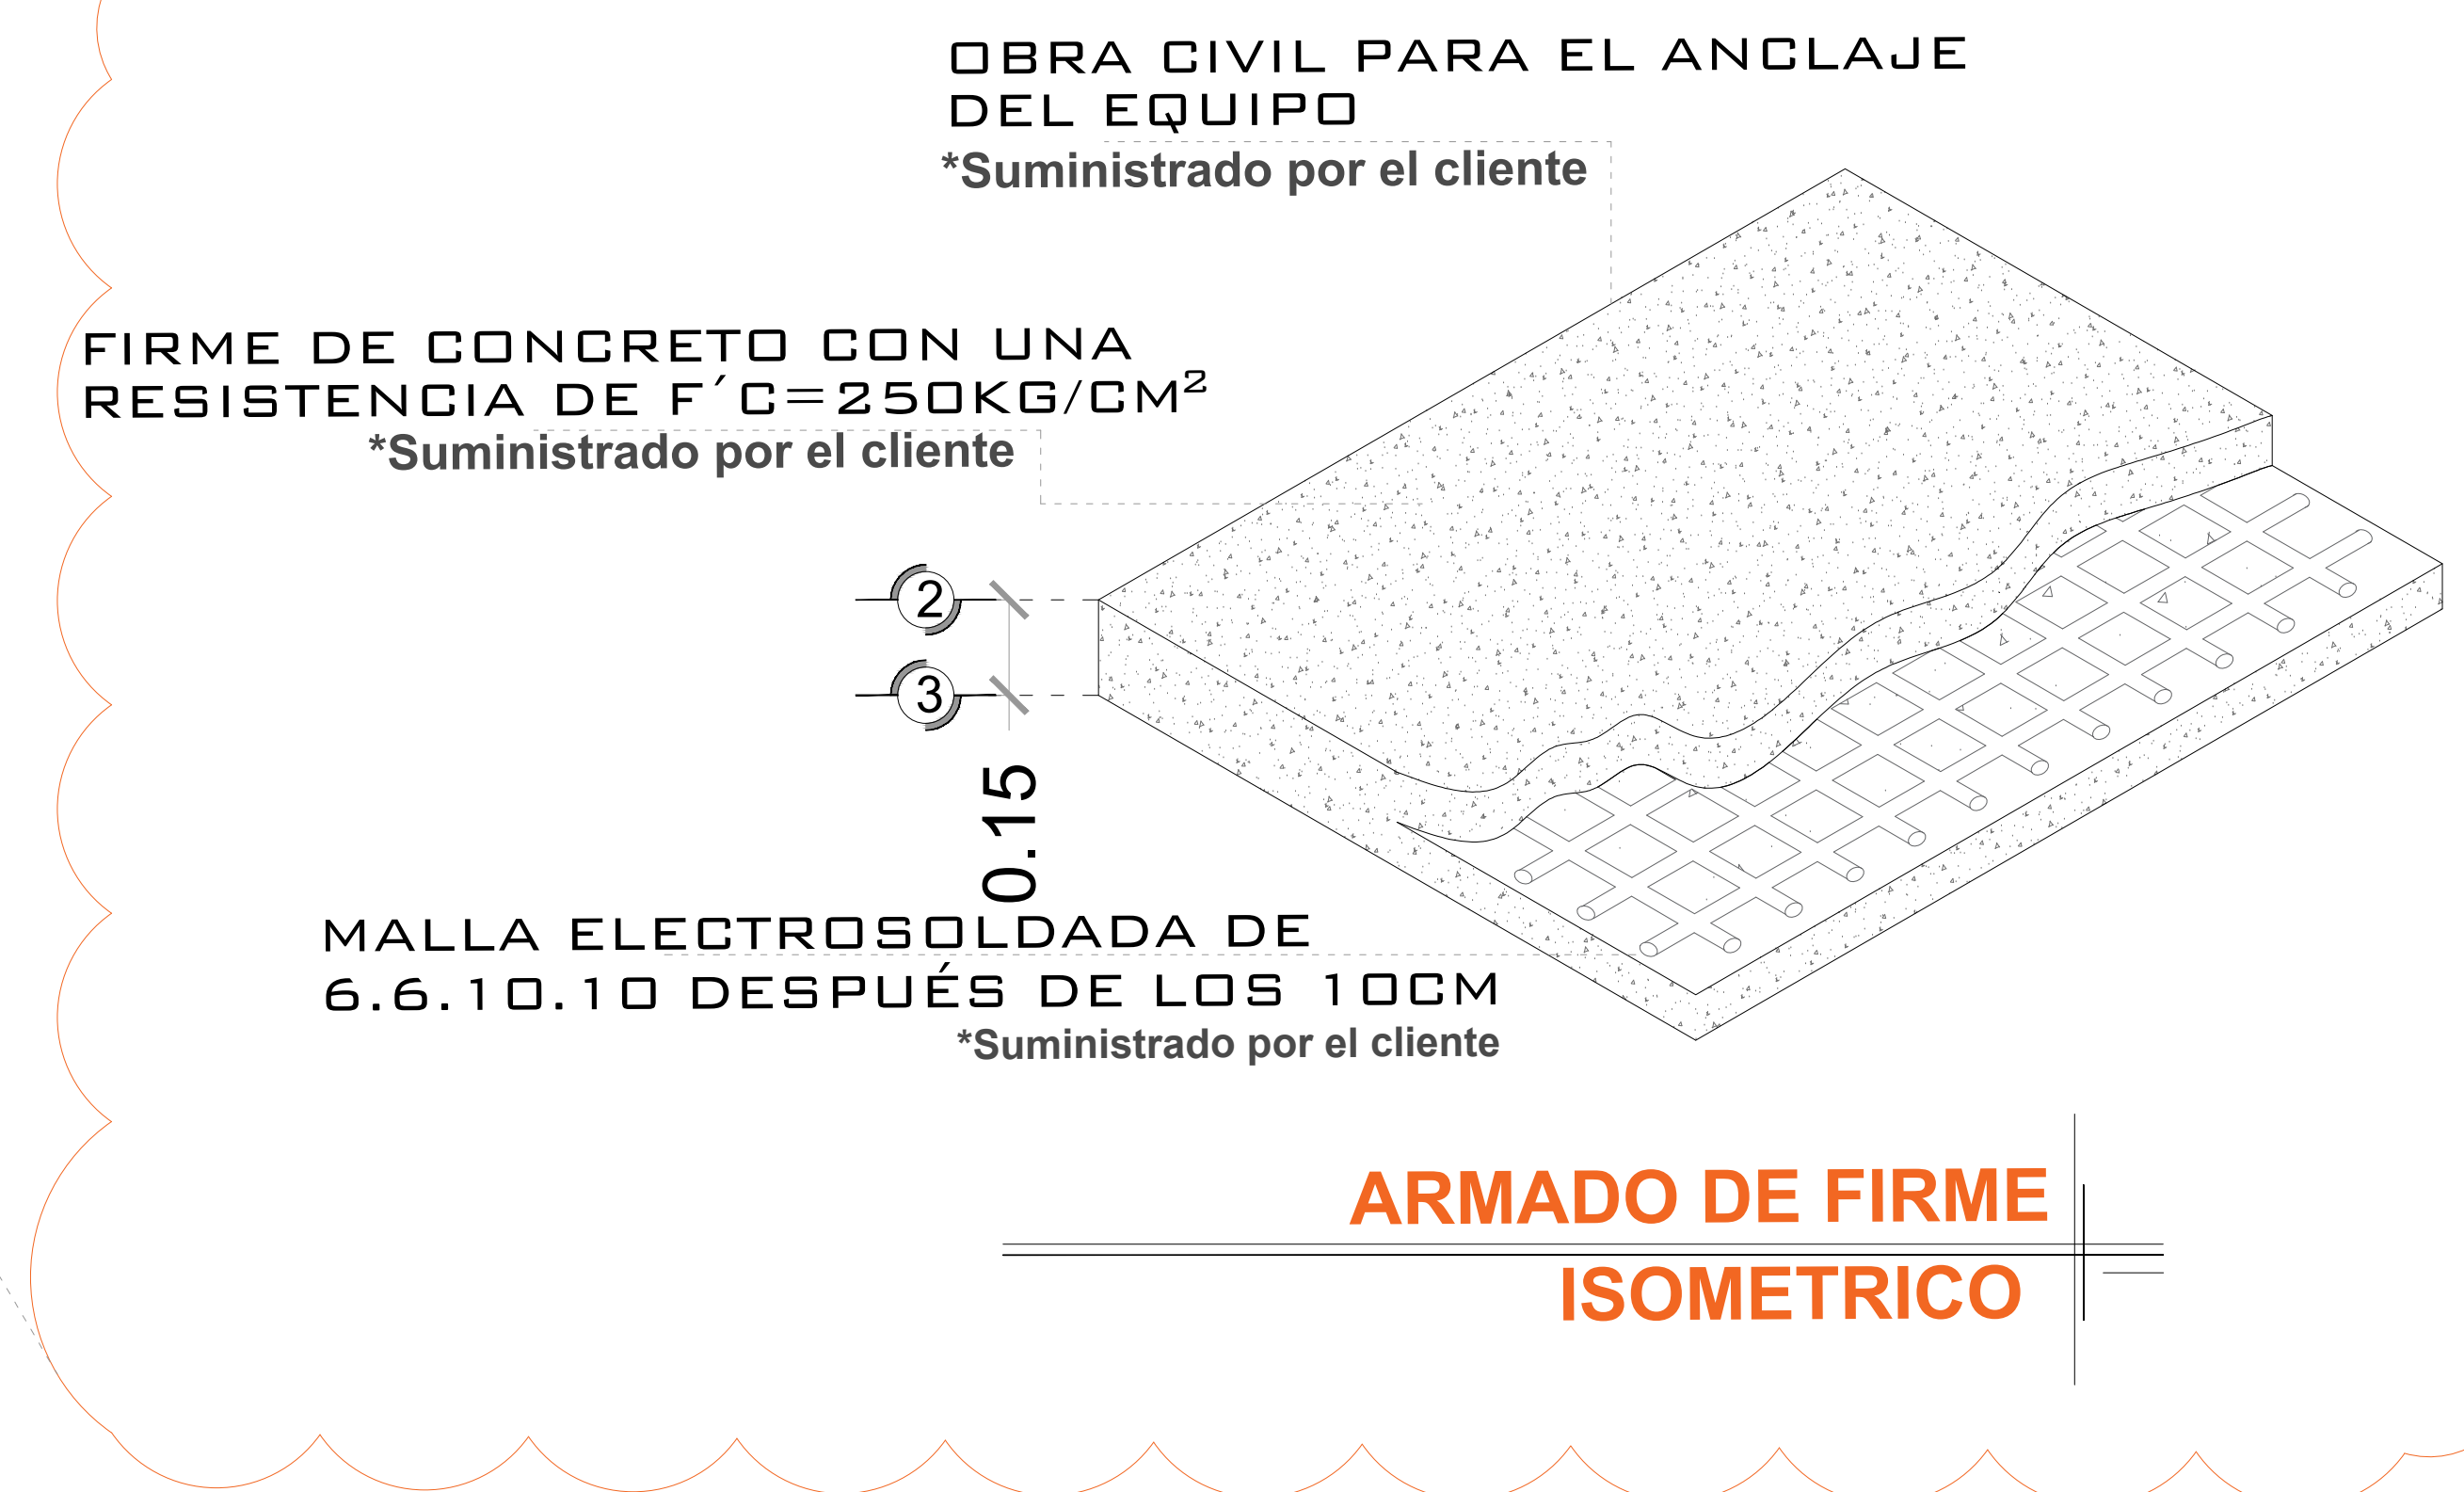 OBRA CIVIL PARA EL ANCLAJE
DEL EQUIPO
*Suministrado por el cliente
FIRME DE CONCRETO CON UNA
RESISTENCIA DE F´C=250KG/CM²
*Suministrado por el cliente
2
3
0.15
MALLA ELECTROSOLDADA DE
6.6.10.10 DESPUÉS DE LOS 10CM
*Suministrado por el cliente
ARMADO DE FIRME
ISOMETRICO